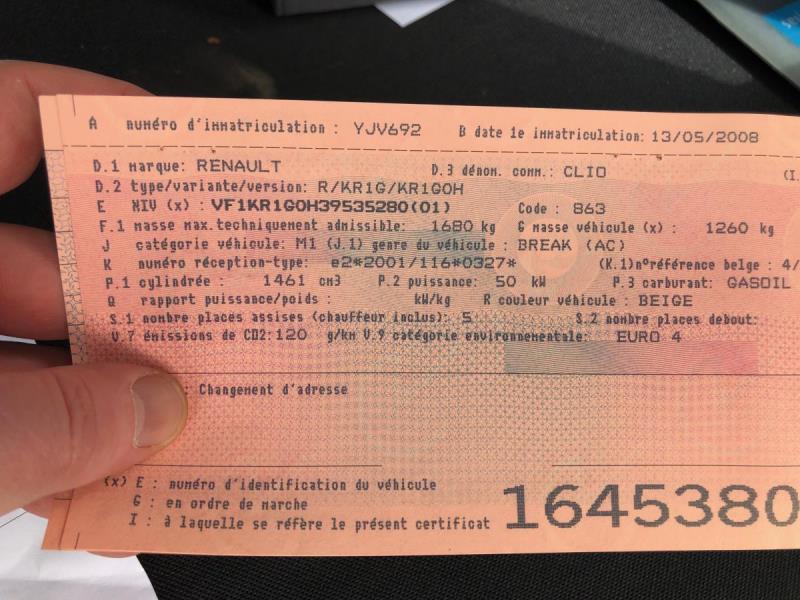 A numéro d'immatriculation : YJV692 B date 1e immatriculation: 13/05/2008
D.1 marque: RENAULT D.3 dénom. comm.: CLIO (I.
D.2 type/variante/version: R/KR1G/KR1G0H
E NIV (x) : VF1KR1G0H39535280(01) Code : 863
F.1 masse max.techniquement admissible: 1680 kg G masse véhicule (x) : 1260 kg
J catégorie véhicule: M1 (J.1) genre du véhicule : BREAK (AC)
K numéro réception-type: e2*2001/116*0327* (K.1)n°référence belge : 4/
P.1 cylindrée : 1461 cm3 P.2 puissance: 50 kW P.3 carburant: GASOIL
Q rapport puissance/poids : kW/kg R couleur véhicule : BEIGE
S.1 nombre places assises (chauffeur inclus): 5 S.2 nombre places debout:
V.7 émissions de CO2: 120 g/km V.9 catégorie environnementale: EURO 4
: Changement d'adresse
(x) E : numéro d'identification du véhicule
G : en ordre de marche
I : à laquelle se réfère le présent certificat
1645380